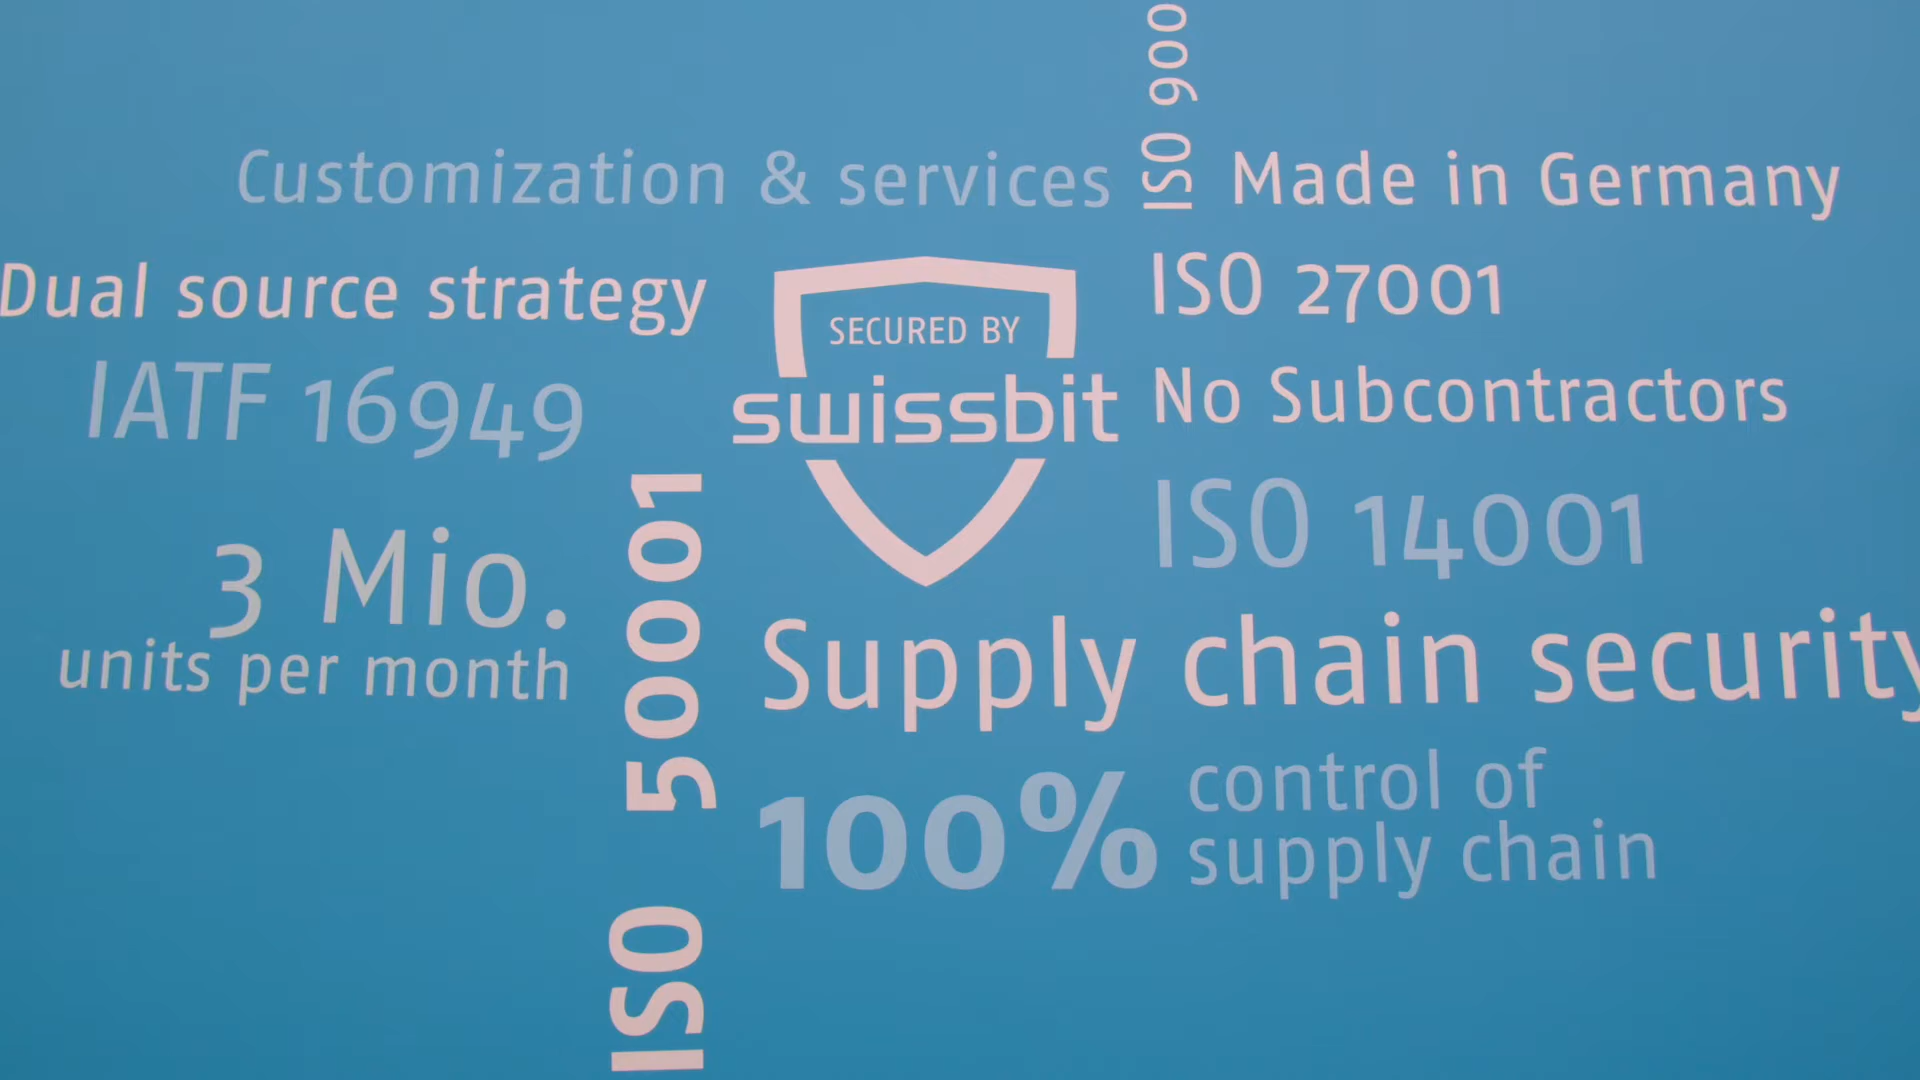 ISO 900
Customization & services
Made in Germany
Dual source strategy
ISO 27001
SECURED BY
swissbit
IATF 16949
No Subcontractors
ISO 14001
3 Mio.
units per month
ISO 50001
Supply chain security
100%
control of
supply chain